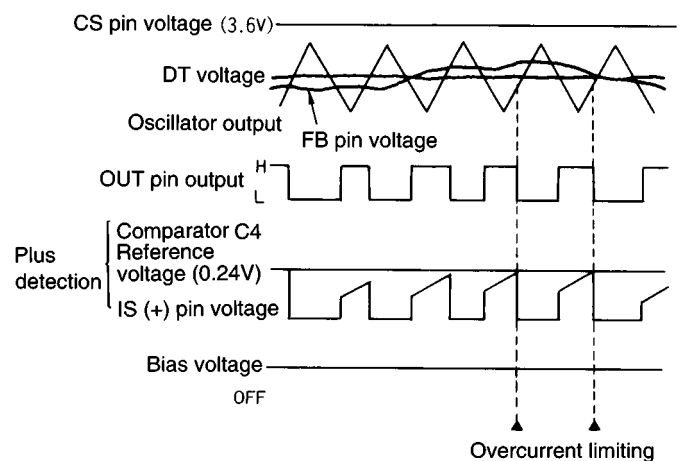 CS pin voltage (3.6V)
DT voltage
Oscillator output
FB pin voltage
H
OUT pin output
L
Plus
detection
Comparator C4
Reference
voltage (0.24V)
IS (+) pin voltage
Bias voltage
OFF
Overcurrent limiting